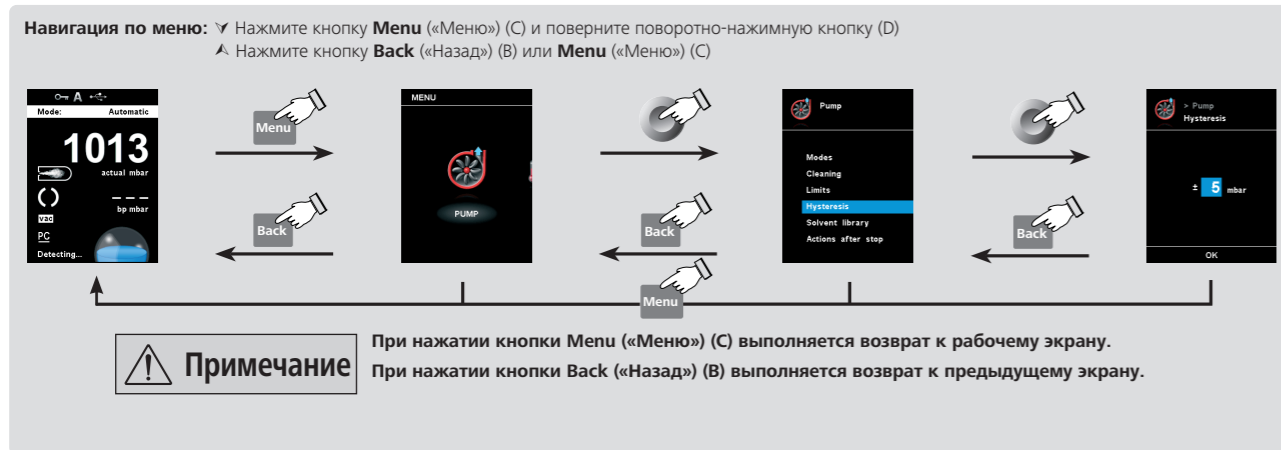 Навигация по меню: Нажмите кнопку Menu («Меню») (C) и поверните поворотно-нажимную кнопку (D)
Нажмите кнопку Back («Назад») (B) или Menu («Меню») (C)
A
Mode: Automatic
1013
actual mbar
---
bp mbar
vac
PC
Detecting...
Menu
Back
MENU
PUMP
Back
Pump
Modes
Cleaning
Limits
Hysteresis
Solvent library
Actions after stop
Back
> Pump
Hysteresis
± 5 mbar
OK
Menu
Примечание
При нажатии кнопки Menu («Меню») (C) выполняется возврат к рабочему экрану.
При нажатии кнопки Back («Назад») (B) выполняется возврат к предыдущему экрану.